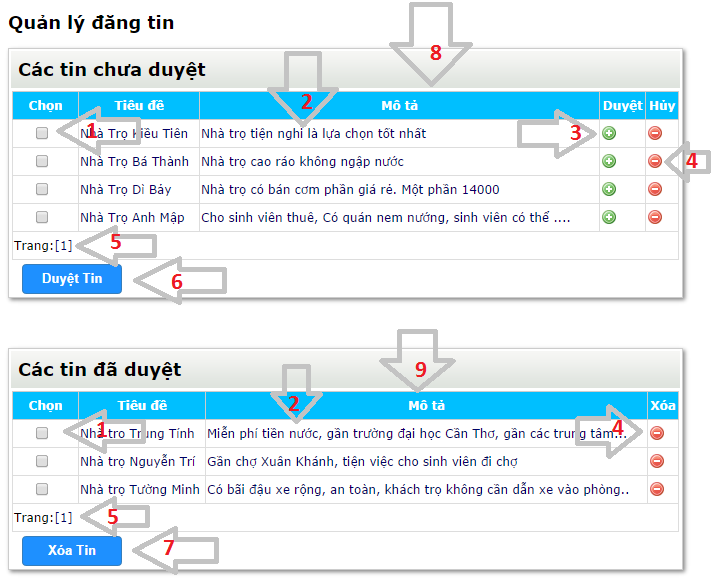 Quản lý đăng tin
8
Các tin chưa duyệt
Chọn Tiêu đề 2 Mô tả Duyệt Hủy
1 Nhà Trọ Kiều Tiên Nhà trọ tiện nghi là lựa chọn tốt nhất 3
Nhà Trọ Bá Thành Nhà trọ cao ráo không ngập nước 4
Nhà Trọ Dì Bảy Nhà trọ có bán cơm phần giá rẻ. Một phần 14000
Nhà Trọ Anh Mập Cho sinh viên thuê, Có quán nem nướng, sinh viên có thể ....
Trang:[1] 5
Duyệt Tin 6
9
Các tin đã duyệt
Chọn Tiêu đề 2 Mô tả Xóa
1 Nhà trọ Trung Tính Miễn phí tiền nước, gần trường đại học Cần Thơ, gần các trung tâm... 4
Nhà trọ Nguyễn Trí Gần chợ Xuân Khánh, tiện việc cho sinh viên đi chợ
Nhà trọ Tường Minh Có bãi đậu xe rộng, an toàn, khách trọ không cần dẫn xe vào phòng..
Trang:[1] 5
Xóa Tin 7